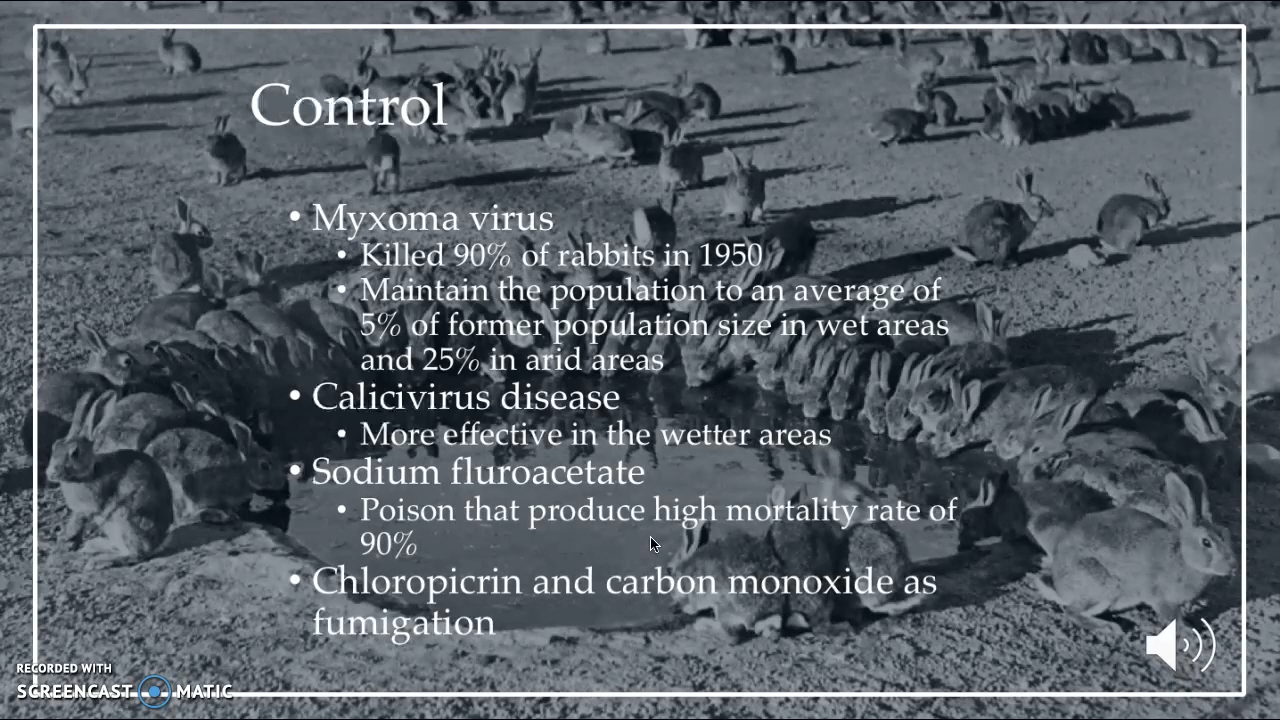 Control
• Myxoma virus
• Killed 90% of rabbits in 1950
• Maintain the population to an average of
5% of former population size in wet areas
and 25% in arid areas
• Calicivirus disease
• More effective in the wetter areas
• Sodium fluroacetate
• Poison that produce high mortality rate of
90%
• Chloropicrin and carbon monoxide as
fumigation
RECORDED WITH
SCREENCAST MATIC